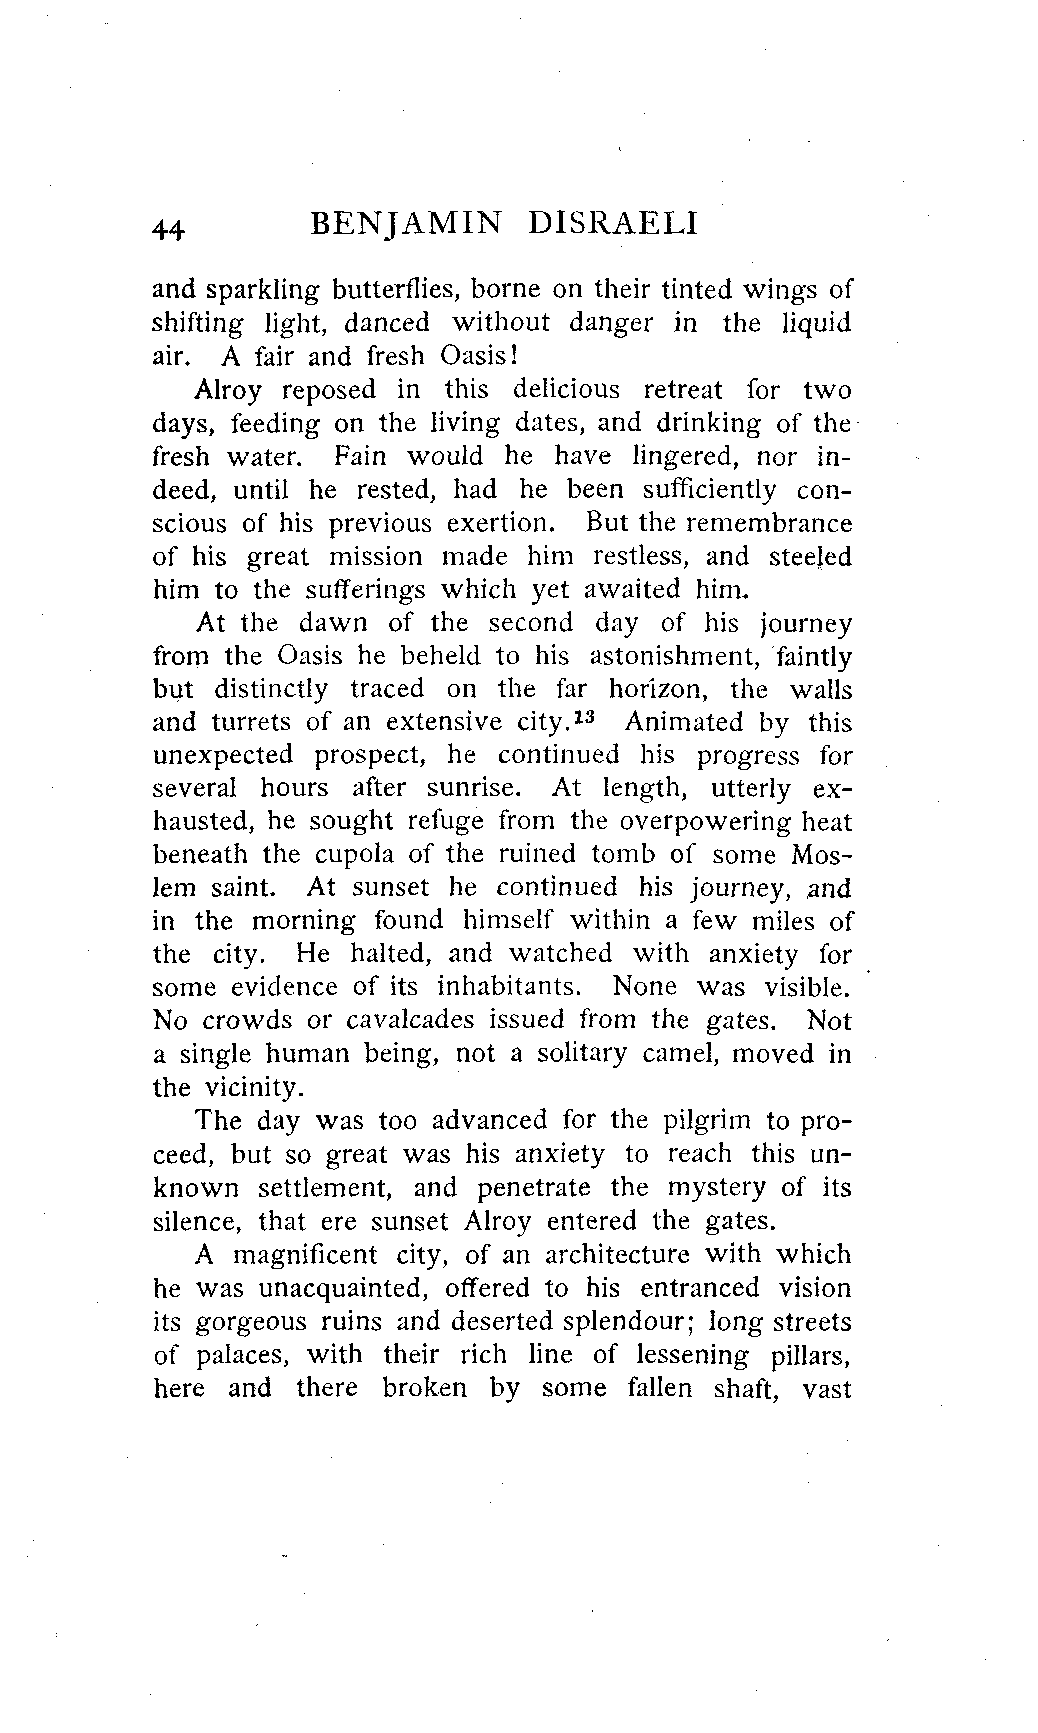 44 BENJAMIN DISRAELI
and sparkling butterflies, borne on their tinted wings of
shifting light, danced without danger in the liquid
air. A fair and fresh Oasis!
Alroy reposed in this delicious retreat for two
days, feeding on the living dates, and drinking of the
fresh water. Fain would he have lingered, nor in-
deed, until he rested, had he been sufficiently con-
scious of his previous exertion. But the remembrance
of his great mission made him restless, and steeled
him to the sufferings which yet awaited him.
At the dawn of the second day of his journey
from the Oasis he beheld to his astonishment, faintly
but distinctly traced on the far horizon, the walls
and turrets of an extensive city.¹³ Animated by this
unexpected prospect, he continued his progress for
several hours after sunrise. At length, utterly ex-
hausted, he sought refuge from the overpowering heat
beneath the cupola of the ruined tomb of some Mos-
lem saint. At sunset he continued his journey, and
in the morning found himself within a few miles of
the city. He halted, and watched with anxiety for
some evidence of its inhabitants. None was visible.
No crowds or cavalcades issued from the gates. Not
a single human being, not a solitary camel, moved in
the vicinity.
The day was too advanced for the pilgrim to pro-
ceed, but so great was his anxiety to reach this un-
known settlement, and penetrate the mystery of its
silence, that ere sunset Alroy entered the gates.
A magnificent city, of an architecture with which
he was unacquainted, offered to his entranced vision
its gorgeous ruins and deserted splendour; long streets
of palaces, with their rich line of lessening pillars,
here and there broken by some fallen shaft, vast